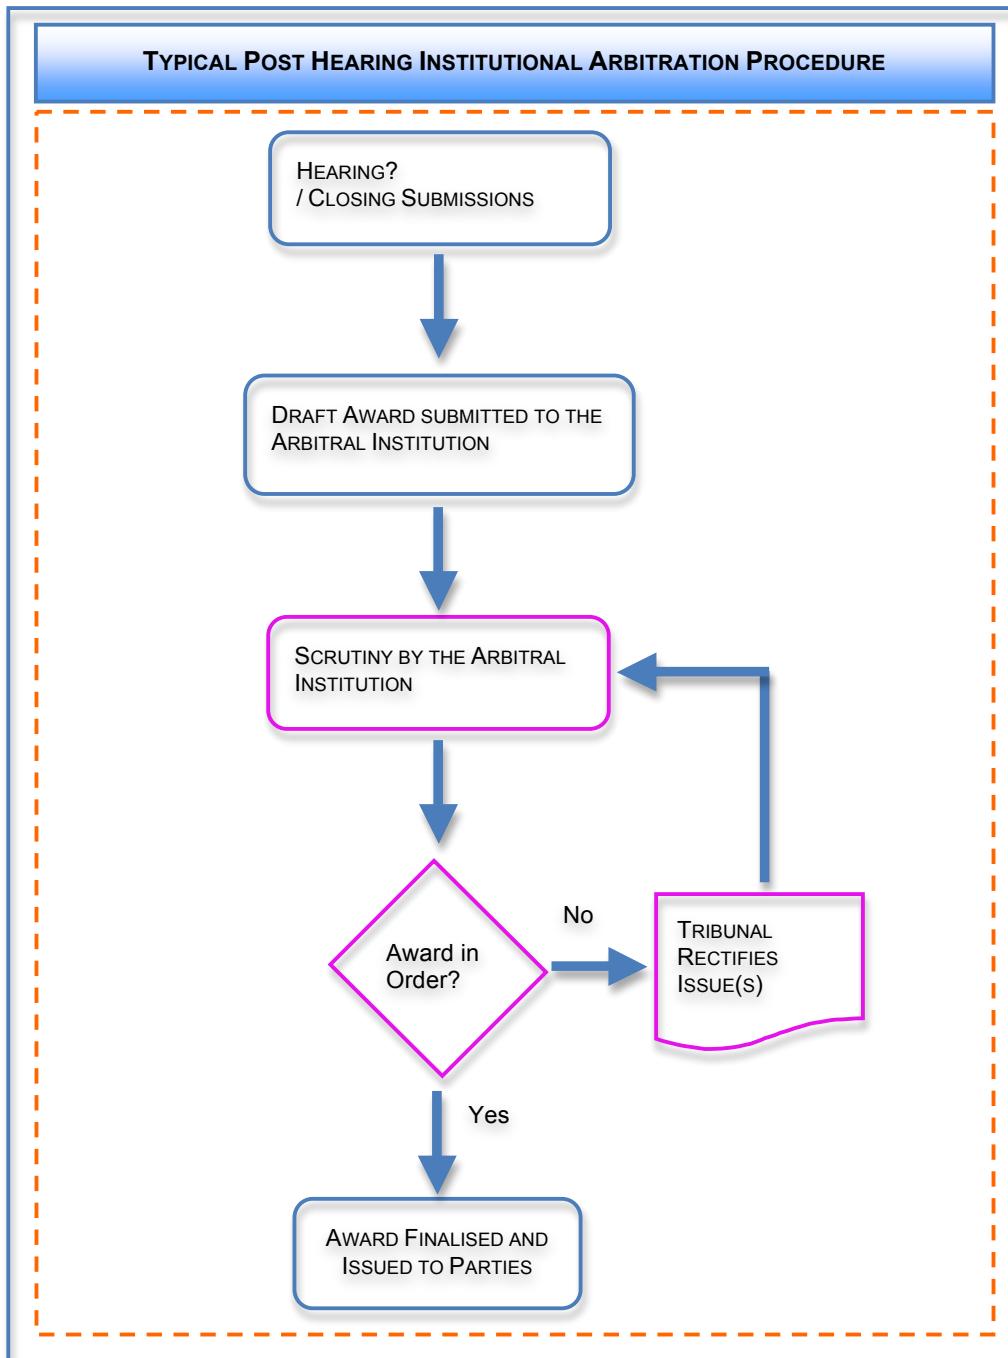 TYPICAL POST HEARING INSTITUTIONAL ARBITRATION PROCEDURE
HEARING?
/ CLOSING SUBMISSIONS
DRAFT AWARD SUBMITTED TO THE
ARBITRAL INSTITUTION
SCRUTINY BY THE ARBITRAL
INSTITUTION
Award in
Order?
No
TRIBUNAL
RECTIFIES
ISSUE(S)
Yes
AWARD FINALISED AND
ISSUED TO PARTIES